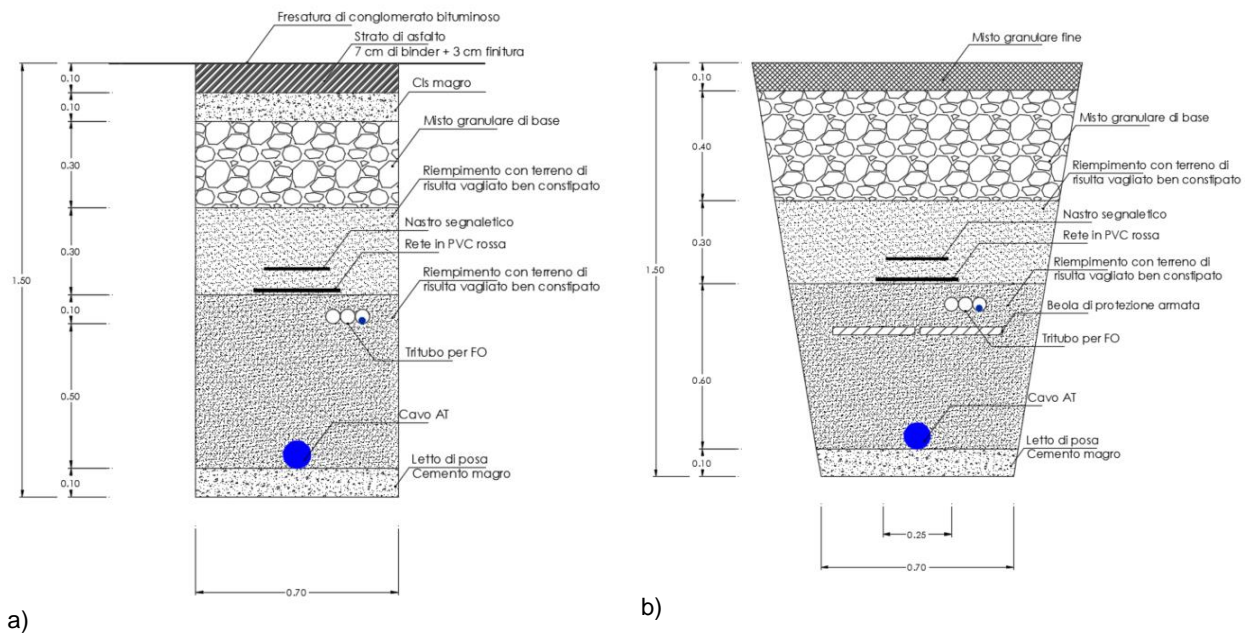 Fresatura di conglomerato bituminoso
Strato di asfalto
7 cm di binder + 3 cm finitura
Cls magro
Misto granulare di base
Riempimento con terreno di
risulta vagliato ben constipato
Nastro segnaletico
Rete in PVC rossa
Riempimento con terreno di
risulta vagliato ben constipato
Tritubo per FO
Cavo AT
Letto di posa
Cemento magro
0.10
0.10
0.30
0.30
0.10
0.50
0.10
1.50
0.70
a)
Misto granulare fine
Misto granulare di base
Riempimento con terreno di
risulta vagliato ben constipato
Nastro segnaletico
Rete in PVC rossa
Riempimento con terreno di
risulta vagliato ben constipato
Beola di protezione armata
Tritubo per FO
Cavo AT
Letto di posa
Cemento magro
0.10
0.40
0.30
0.60
0.10
1.50
0.25
0.70
b)